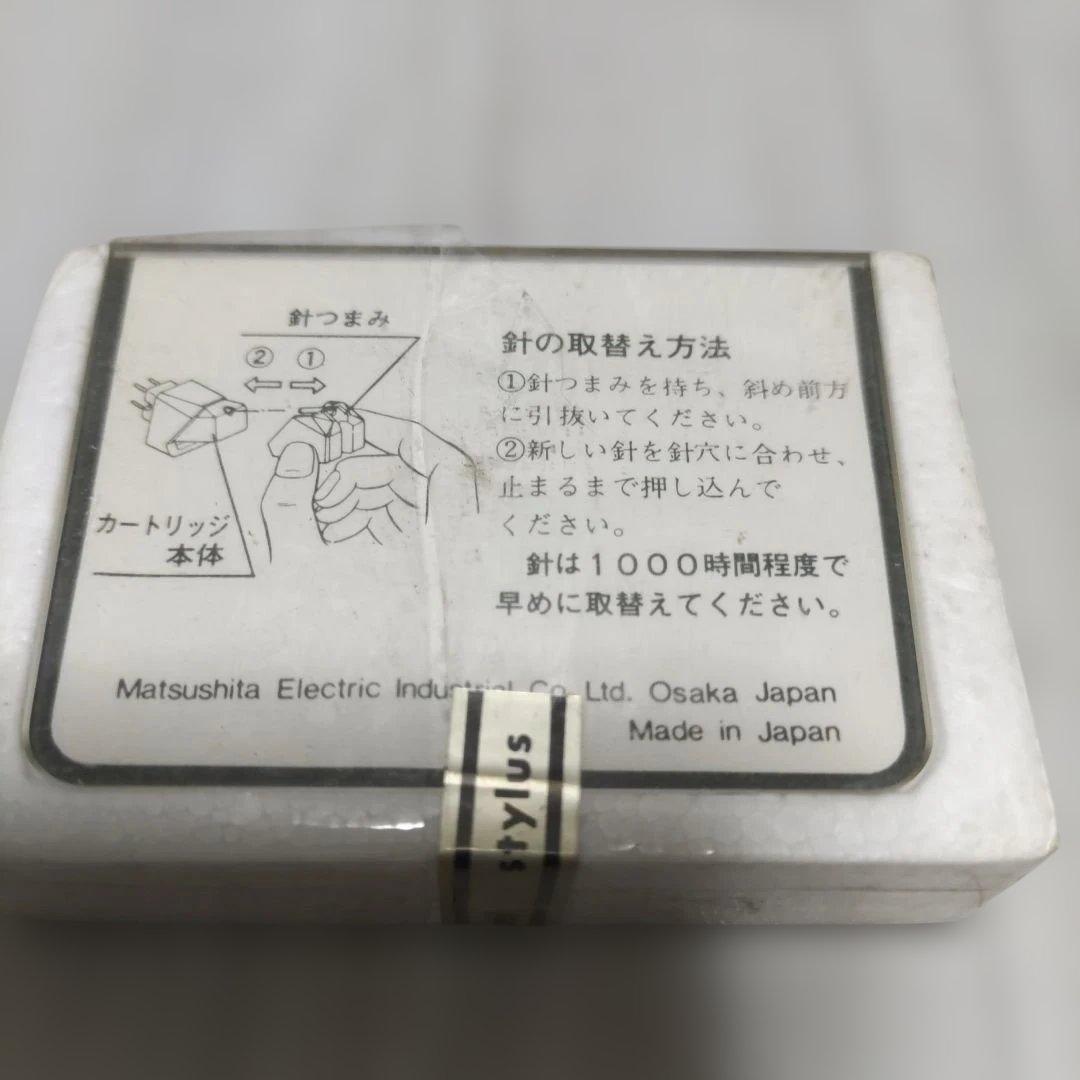 針つまみ
② ①
カートリッジ
本体
針の取替え方法
①針つまみを持ち、斜め前方
に引抜いてください。
②新しい針を針穴に合わせ、
止まるまで押し込んで
ください。
針は1000時間程度で
早めに取替えてください。
Matsushita Electric Industrial Co. Ltd. Osaka Japan
Made in Japan
stylus